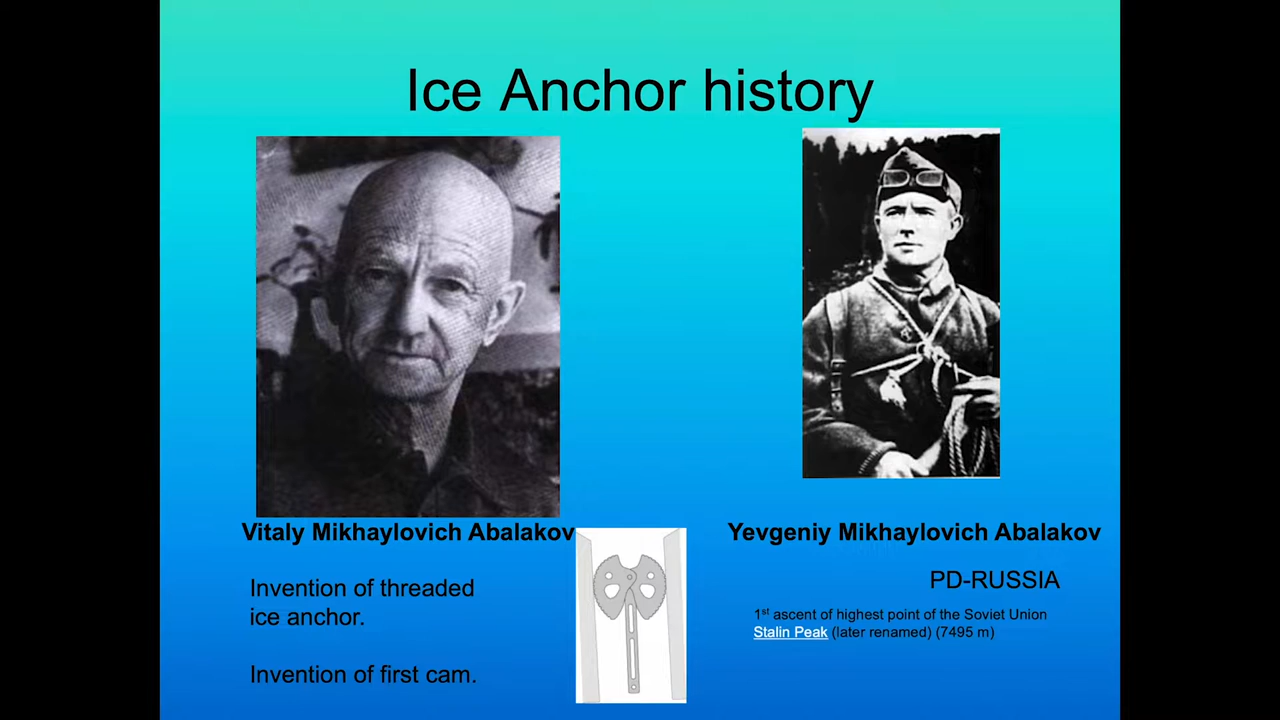 Ice Anchor history
Vitaly Mikhaylovich Abalakov
Invention of threaded
ice anchor.
Invention of first cam.
Yevgeniy Mikhaylovich Abalakov
PD-RUSSIA
1st ascent of highest point of the Soviet Union
Stalin Peak (later renamed) (7495 m)